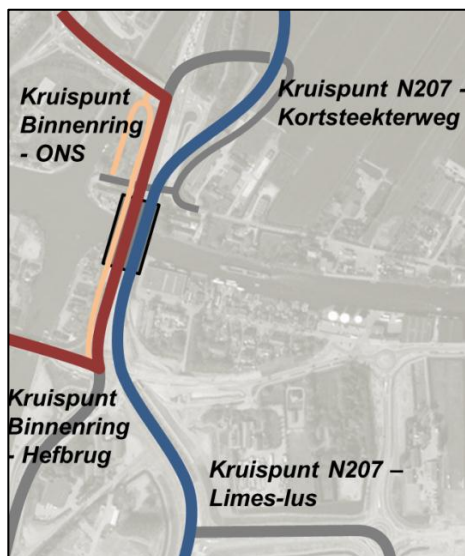 Kruispunt
Binnenring
- ONS
Kruispunt N207 -
Kortsteekterweg
Kruispunt
Binnenring
- Hefbrug
Kruispunt N207 –
Limes-lus